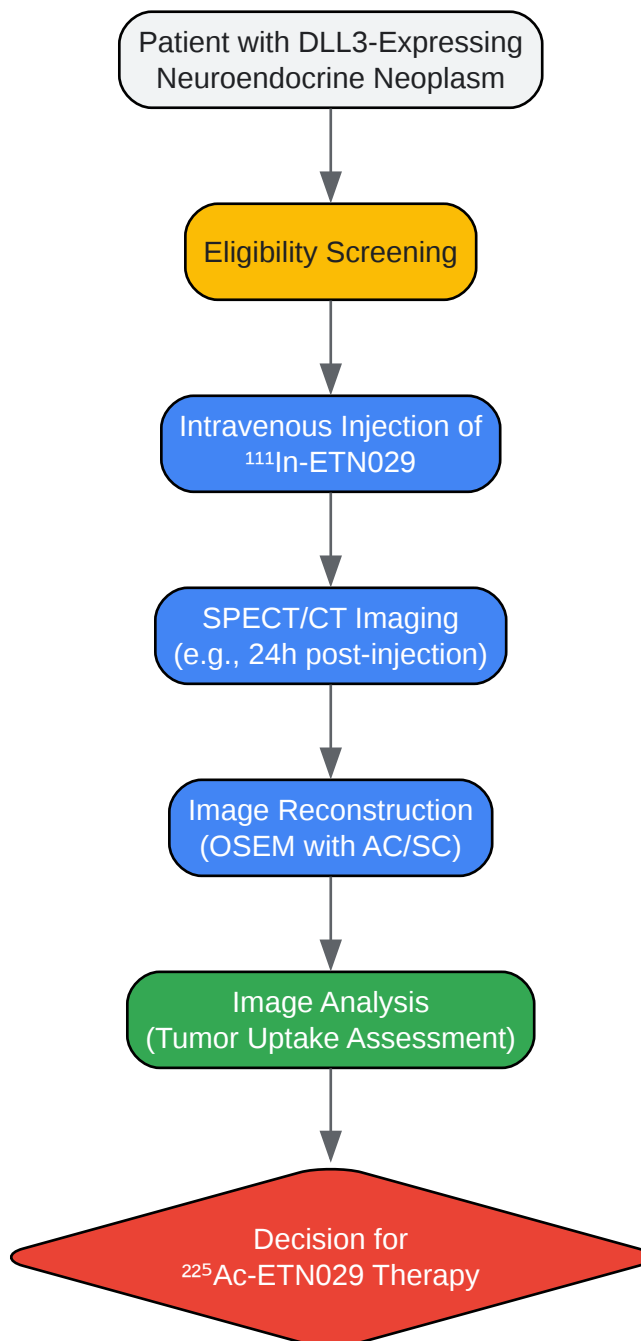 Patient with DLL3-Expressing
Neuroendocrine Neoplasm
Eligibility Screening
Intravenous Injection of
¹¹¹In-ETN029
SPECT/CT Imaging
(e.g., 24h post-injection)
Image Reconstruction
(OSEM with AC/SC)
Image Analysis
(Tumor Uptake Assessment)
Decision for
²²⁵Ac-ETN029 Therapy